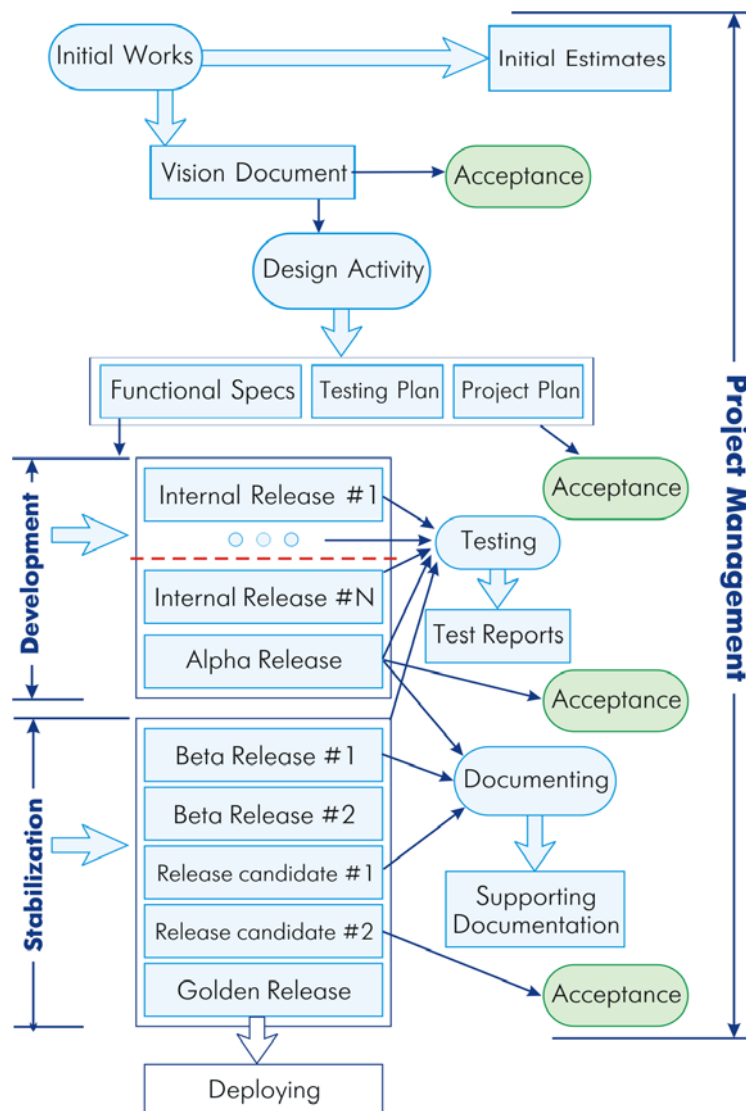 Initial Works
Initial Estimates
Vision Document
Acceptance
Design Activity
Functional Specs
Testing Plan
Project Plan
Acceptance
Development
Internal Release #1
Testing
Internal Release #N
Test Reports
Alpha Release
Acceptance
Stabilization
Beta Release #1
Documenting
Beta Release #2
Release candidate #1
Supporting
Documentation
Release candidate #2
Golden Release
Acceptance
Deploying
Project Management